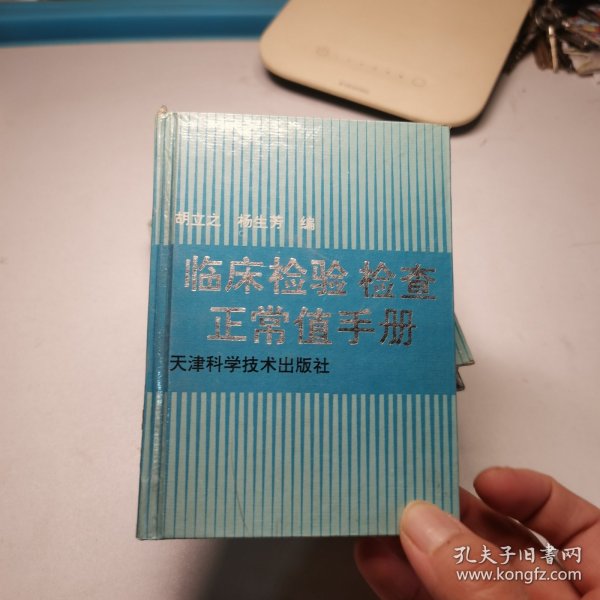 胡立之 杨生芳 编
临床检验检查
正常值手册
天津科学技术出版社
孔夫子旧书网
www.kongfz.com